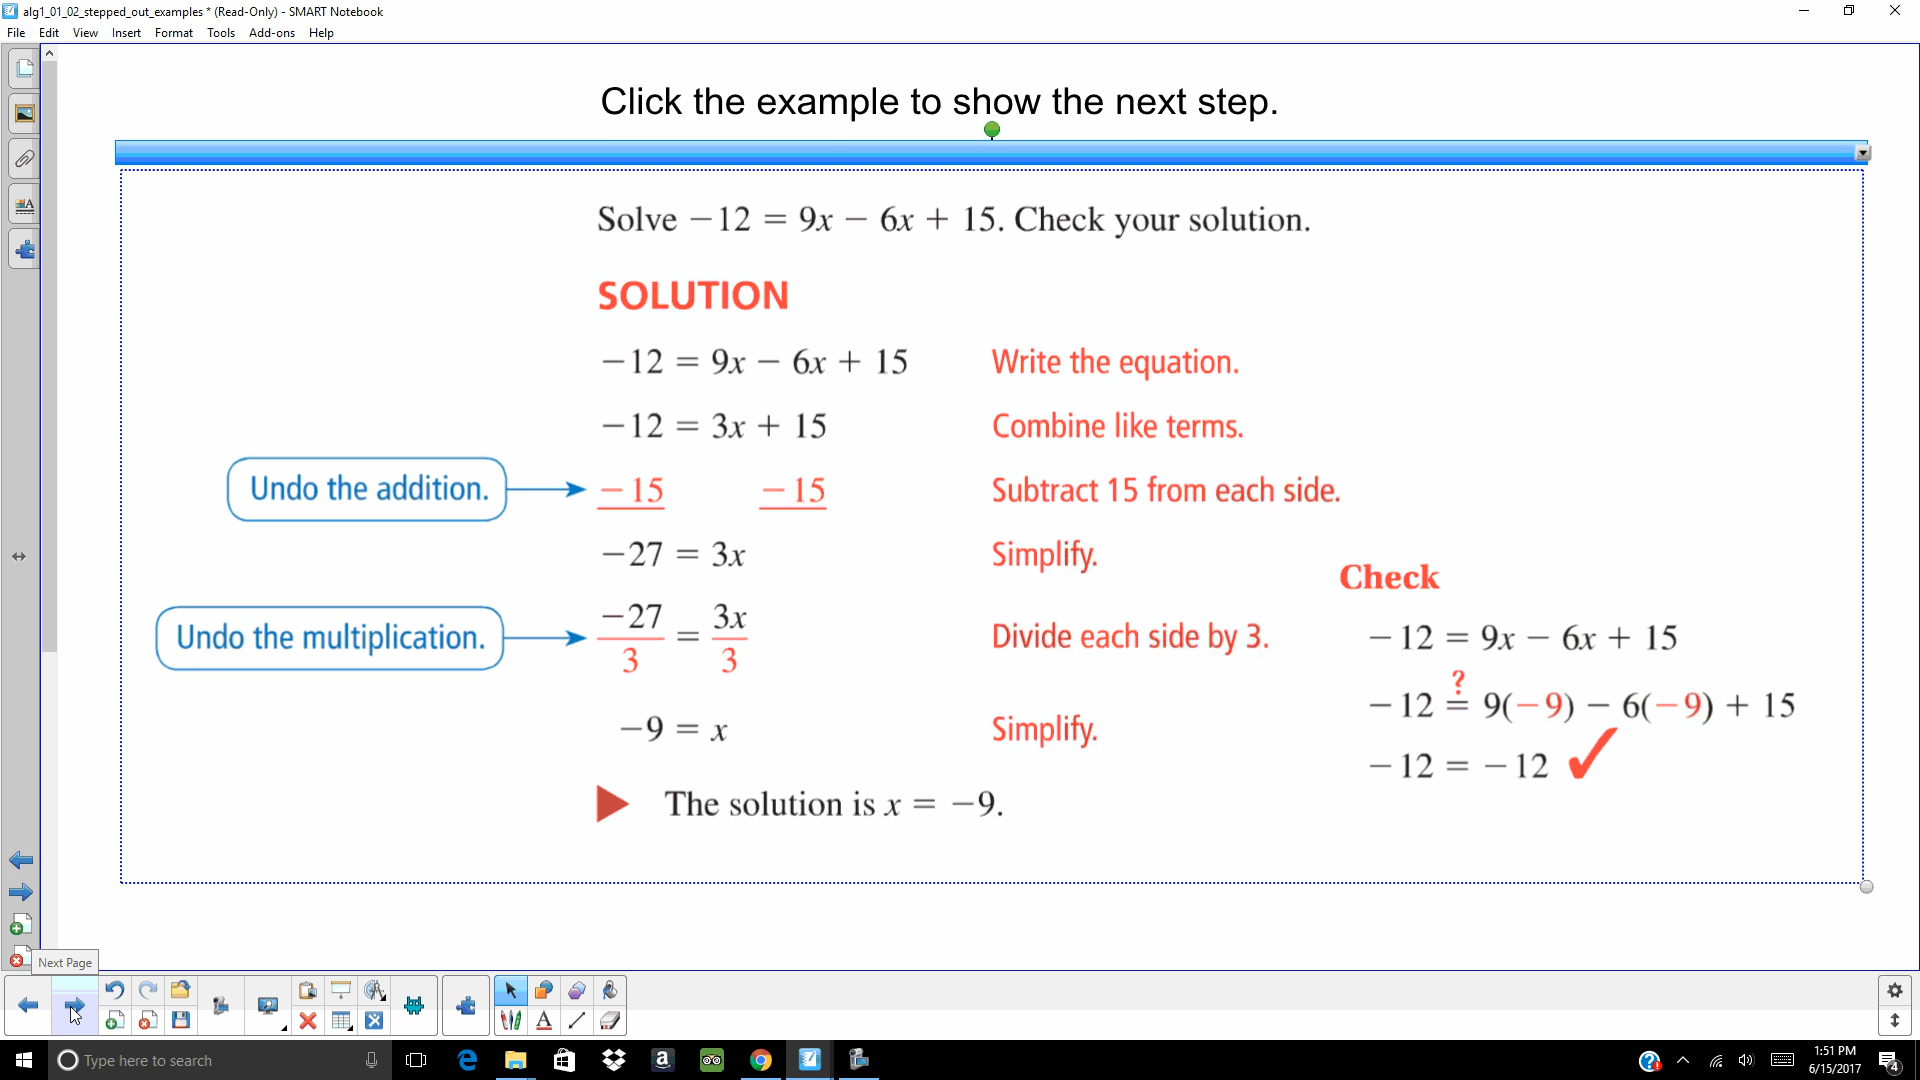 alg1_01_02_stepped_out_examples * (Read-Only) - SMART Notebook
File Edit View Insert Format Tools Add-ons Help
Click the example to show the next step.
Solve −12 = 9x − 6x + 15. Check your solution.
SOLUTION
−12 = 9x − 6x + 15 Write the equation.
−12 = 3x + 15 Combine like terms.
Undo the addition. − 15 − 15 Subtract 15 from each side.
−27 = 3x Simplify.
Undo the multiplication. −27/3 = 3x/3 Divide each side by 3.
−9 = x Simplify.
The solution is x = −9.
Check
−12 = 9x − 6x + 15
−12 ≟ 9(−9) − 6(−9) + 15
−12 = −12 ✓
Next Page
Type here to search
1:51 PM
6/15/2017
4